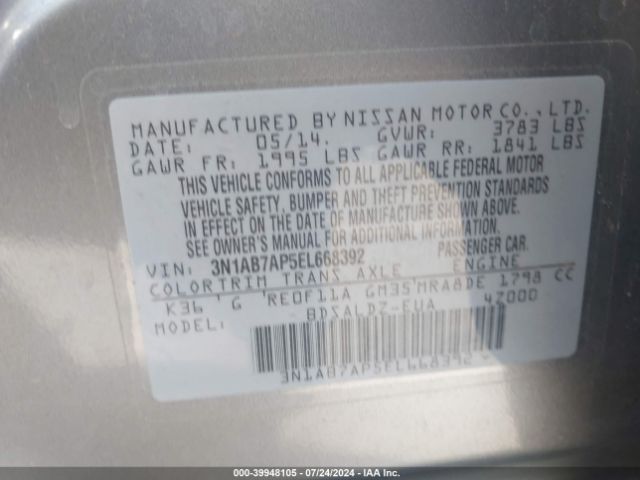 MANUFACTURED BY NISSAN MOTOR CO., LTD.
DATE: 05/14. GVWR: 3783 LBS
GAWR FR: 1995 LBS GAWR RR: 1841 LBS
THIS VEHICLE CONFORMS TO ALL APPLICABLE FEDERAL MOTOR
VEHICLE SAFETY, BUMPER AND THEFT PREVENTION STANDARDS
IN EFFECT ON THE DATE OF MANUFACTURE SHOWN ABOVE.
SEE OWNER'S MANUAL FOR ADDITIONAL INFORMATION.
VIN: 3N1AB7AP5EL668392 PASSENGER CAR.
COLOR TRIM TRANS AXLE ENGINE
K36 ' G 'RE0F11A GM35'MRA8DE 1798 CC
MODEL: BDSALDZ-EUA 4Z000
3N1AB7AP5EL668392
000-39948105 - 07/24/2024 - IAA Inc.